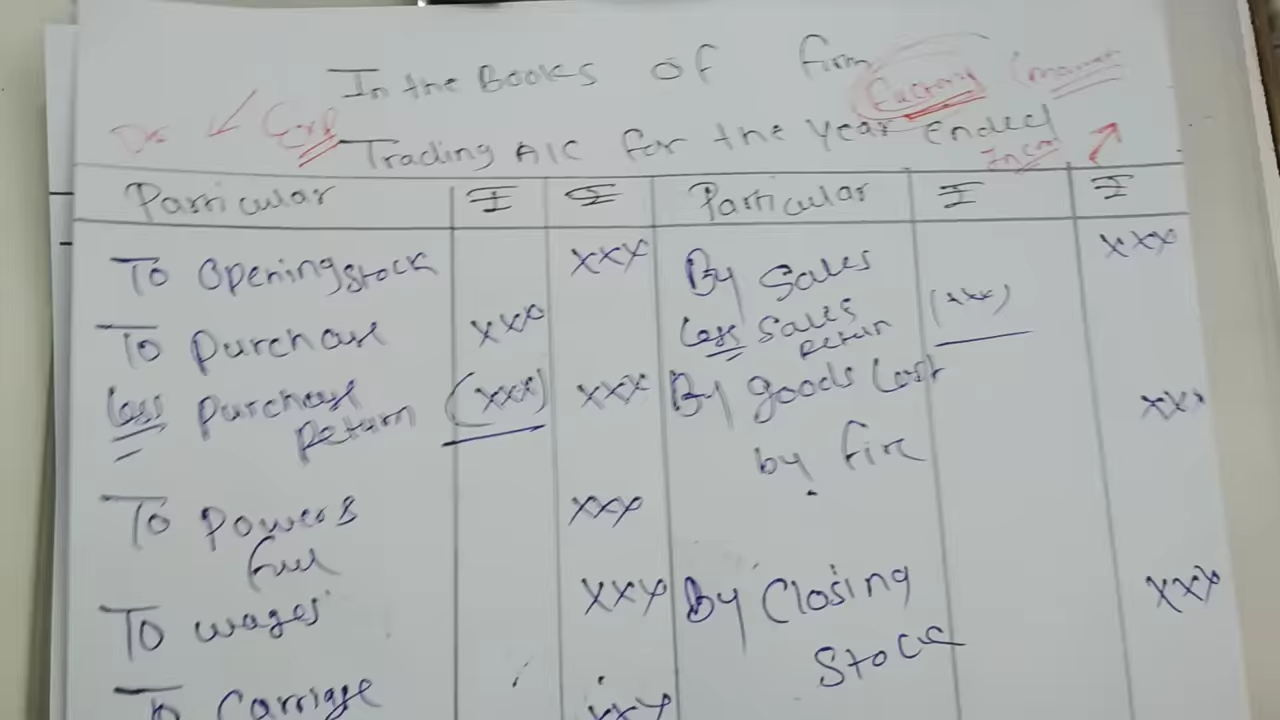 In the Books of firm
Factory
Dr Exp
Trading A/C for the Year Ended
Particular ₹ ₹ Particular ₹ ₹
To Opening stock xxx By Sales xxx
To Purchase xxx less Sales Return (xxx)
less Purchase Return (xxx) xxx By goods Lost by fire xxx
To Power & fuel xxx
To wages xxx By Closing Stock xxx
To Carriage xxx